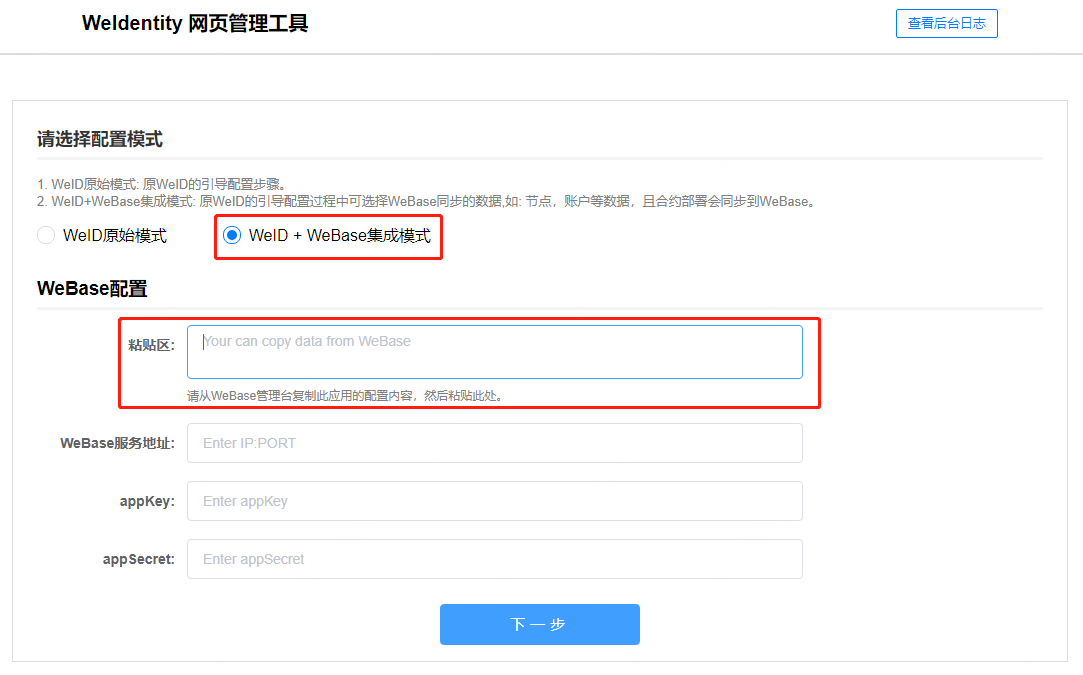 WeIdentity 网页管理工具
查看后台日志
请选择配置模式
1. WeID原始模式: 原WeID的引导配置步骤。
2. WeID+WeBase集成模式: 原WeID的引导配置过程中可选择WeBase同步的数据,如: 节点，账户等数据，且合约部署会同步到WeBase。
WeID原始模式
WeID + WeBase集成模式
WeBase配置
粘贴区:
Your can copy data from WeBase
请从WeBase管理台复制此应用的配置内容，然后粘贴此处。
WeBase服务地址:
Enter IP:PORT
appKey:
Enter appKey
appSecret:
Enter appSecret
下一步